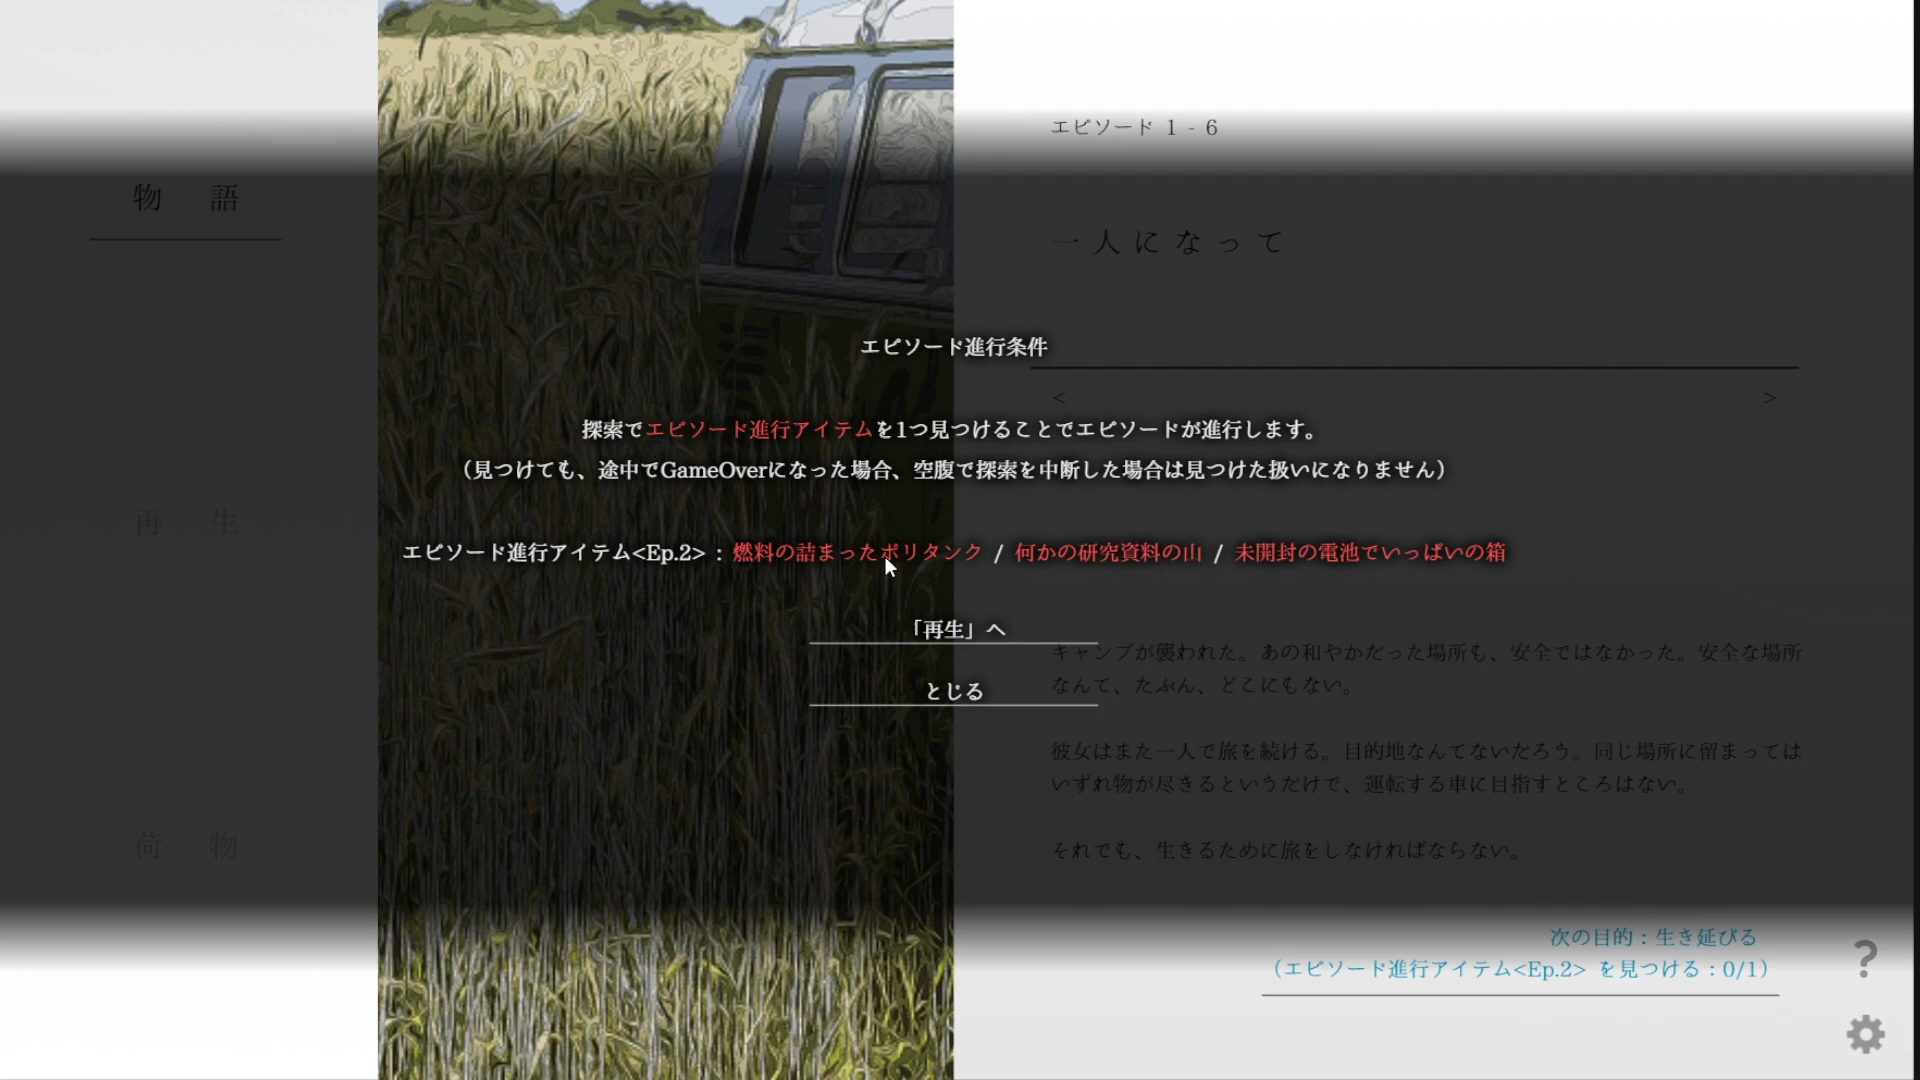 エピソード 1 - 6
物 語
一人になって
エピソード進行条件
<
>
探索でエピソード進行アイテムを1つ見つけることでエピソードが進行します。
(見つけても、途中でGameOverになった場合、空腹で探索を中断した場合は見つけた扱いになりません)
再 生
エピソード進行アイテム<Ep.2> : 燃料の詰まったポリタンク / 何かの研究資料の山 / 未開封の電池でいっぱいの箱
「再生」へ
とじる
キャンプが襲われた。あの和やかだった場所も、安全ではなかった。安全な場所
なんて、たぶん、どこにもない。
彼女はまた一人で旅を続ける。目的地なんてないだろう。同じ場所に留まっては
いずれ物が尽きるというだけで、運転する車に目指すところはない。
荷 物
それでも、生きるために旅をしなければならない。
次の目的 : 生き延びる
(エピソード進行アイテム<Ep.2> を見つける : 0/1)
?